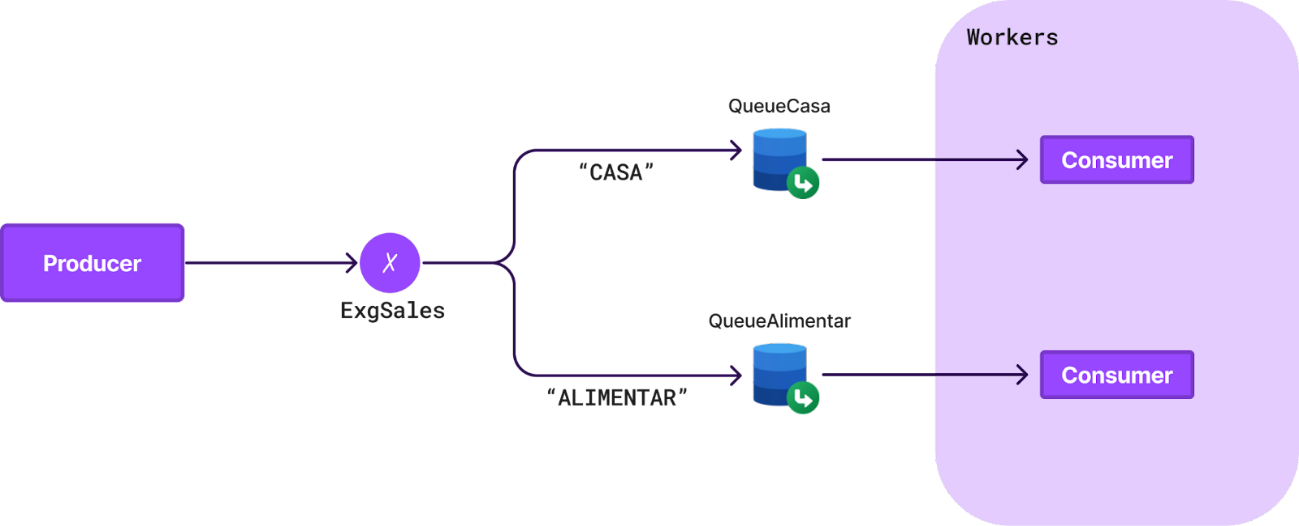 Workers
QueueCasa
“CASA”
Consumer
Producer
X
ExgSales
QueueAlimentar
“ALIMENTAR”
Consumer